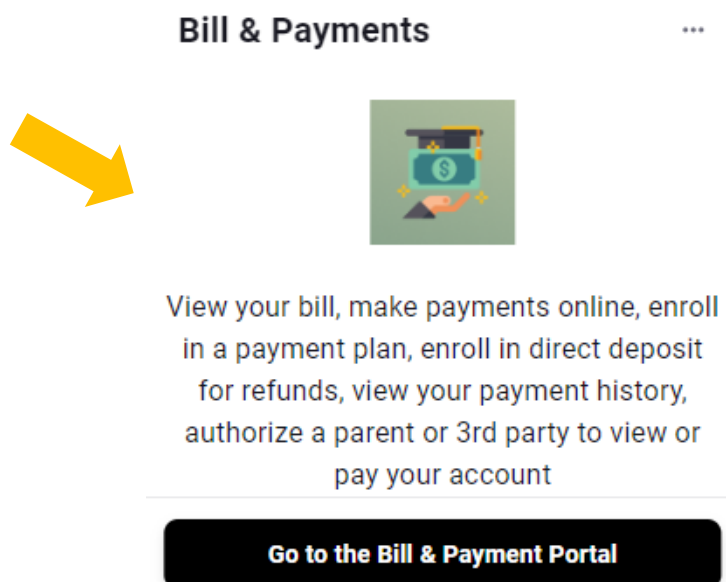 Bill & Payments
View your bill, make payments online, enroll
in a payment plan, enroll in direct deposit
for refunds, view your payment history,
authorize a parent or 3rd party to view or
pay your account
Go to the Bill & Payment Portal